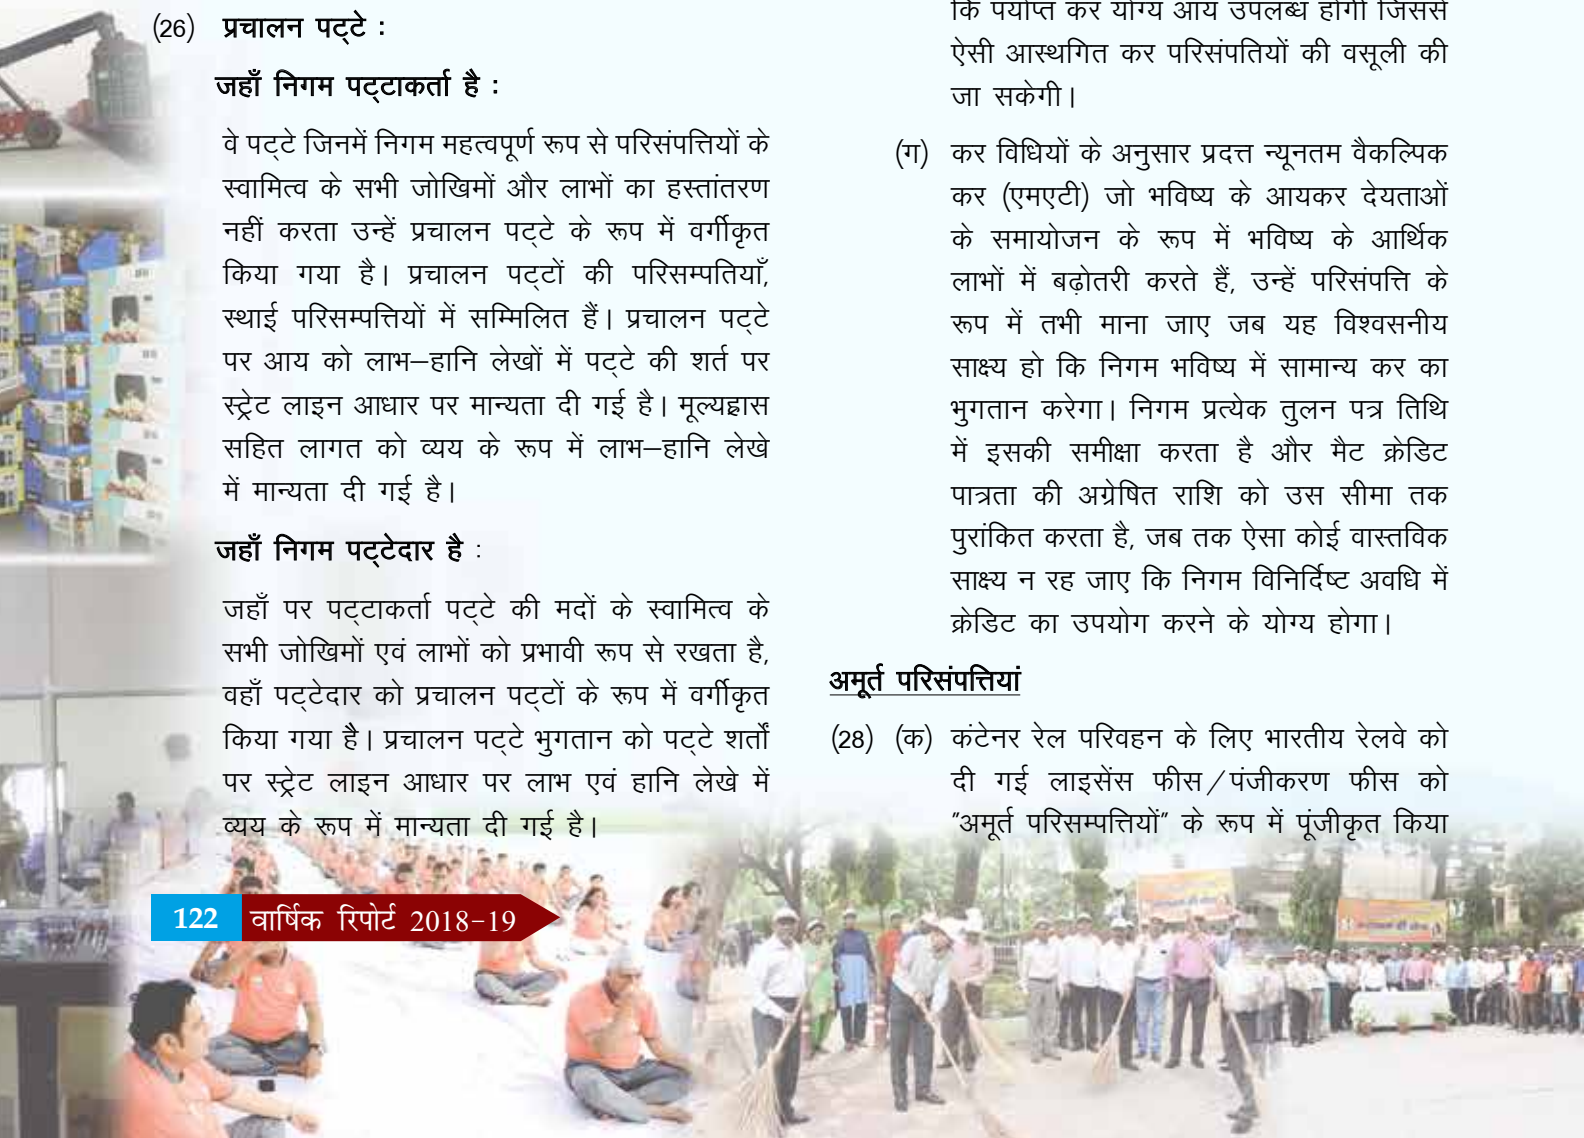 (26) प्रचालन पट्टे :
जहाँ निगम पट्टाकर्ता है :
वे पट्टे जिनमें निगम महत्वपूर्ण रूप से परिसंपत्तियों के
स्वामित्व के सभी जोखिमों और लाभों का हस्तांतरण
नहीं करता उन्हें प्रचालन पट्टे के रूप में वर्गीकृत
किया गया है। प्रचालन पट्टों की परिसम्पतियाँ,
स्थाई परिसम्पत्तियों में सम्मिलित हैं। प्रचालन पट्टे
पर आय को लाभ–हानि लेखों में पट्टे की शर्त पर
स्ट्रेट लाइन आधार पर मान्यता दी गई है। मूल्यह्रास
सहित लागत को व्यय के रूप में लाभ–हानि लेखे
में मान्यता दी गई है।
जहाँ निगम पट्टेदार है :
जहाँ पर पट्टाकर्ता पट्टे की मदों के स्वामित्व के
सभी जोखिमों एवं लाभों को प्रभावी रूप से रखता है,
वहाँ पट्टेदार को प्रचालन पट्टों के रूप में वर्गीकृत
किया गया है। प्रचालन पट्टे भुगतान को पट्टे शर्तों
पर स्ट्रेट लाइन आधार पर लाभ एवं हानि लेखे में
व्यय के रूप में मान्यता दी गई है।
कि पर्याप्त कर योग्य आय उपलब्ध होगी जिससे
ऐसी आस्थगित कर परिसंपतियों की वसूली की
जा सकेगी।
(ग) कर विधियों के अनुसार प्रदत्त न्यूनतम वैकल्पिक
कर (एमएटी) जो भविष्य के आयकर देयताओं
के समायोजन के रूप में भविष्य के आर्थिक
लाभों में बढ़ोतरी करते हैं, उन्हें परिसंपत्ति के
रूप में तभी माना जाए जब यह विश्वसनीय
साक्ष्य हो कि निगम भविष्य में सामान्य कर का
भुगतान करेगा। निगम प्रत्येक तुलन पत्र तिथि
में इसकी समीक्षा करता है और मैट क्रेडिट
पात्रता की अग्रेषित राशि को उस सीमा तक
पुरांकित करता है, जब तक ऐसा कोई वास्तविक
साक्ष्य न रह जाए कि निगम विनिर्दिष्ट अवधि में
क्रेडिट का उपयोग करने के योग्य होगा।
अमूर्त परिसंपत्तियां
(28) (क) कंटेनर रेल परिवहन के लिए भारतीय रेलवे को
दी गई लाइसेंस फीस/पंजीकरण फीस को
"अमूर्त परिसम्पत्तियों" के रूप में पूंजीकृत किया
122 वार्षिक रिपोर्ट 2018-19